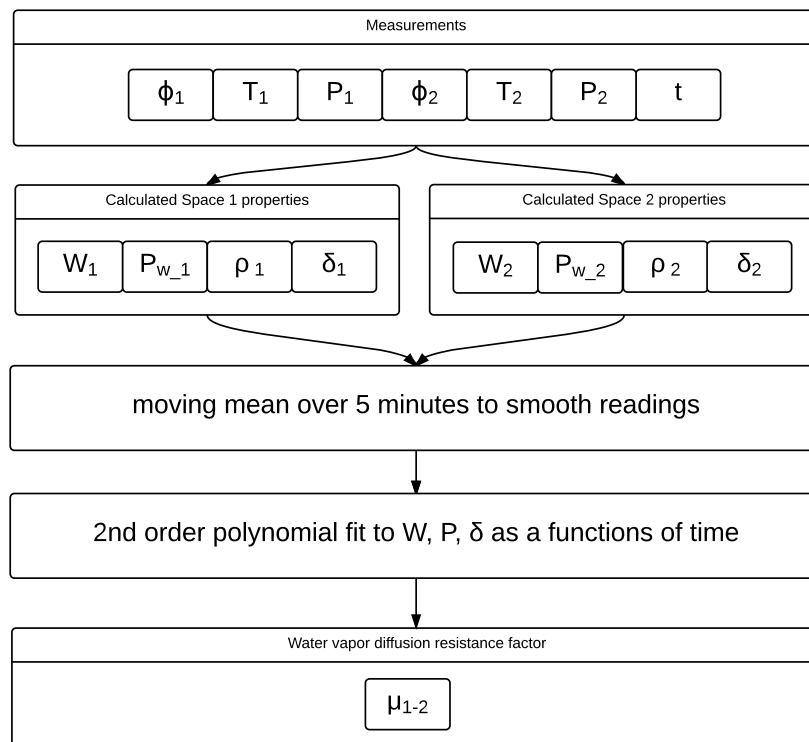 Measurements
ϕ1 T1 P1 ϕ2 T2 P2 t
Calculated Space 1 properties Calculated Space 2 properties
W1 Pw_1 ρ 1 δ1 W2 Pw_2 ρ 2 δ2
moving mean over 5 minutes to smooth readings
2nd order polynomial fit to W, P, δ as a functions of time
Water vapor diffusion resistance factor
μ1-2